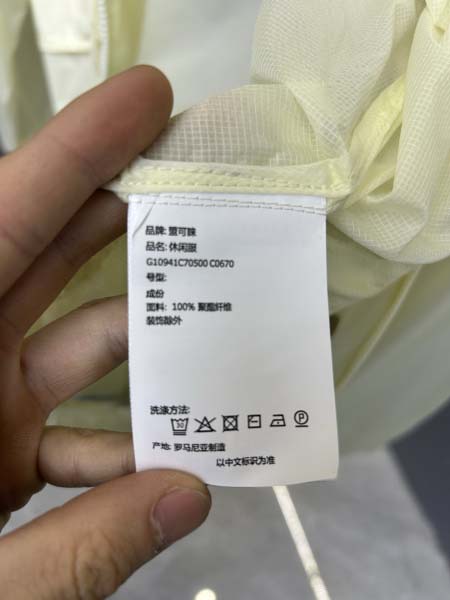 品牌: 盟可睐
品名: 休闲服
G10941C70500 C0670
号型:
成份
面料: 100% 聚酯纤维
装饰除外
洗涤方法:
产地: 罗马尼亚制造
以中文标识为准